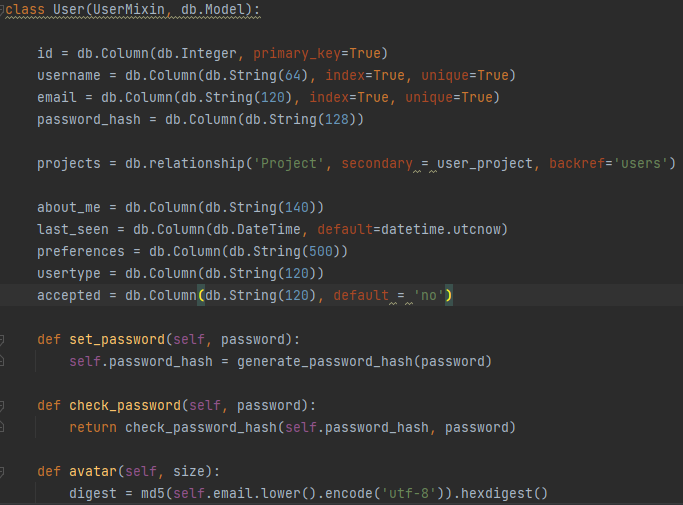 class User(UserMixin, db.Model):
id = db.Column(db.Integer, primary_key=True)
username = db.Column(db.String(64), index=True, unique=True)
email = db.Column(db.String(120), index=True, unique=True)
password_hash = db.Column(db.String(128))
projects = db.relationship('Project', secondary = user_project, backref='users')
about_me = db.Column(db.String(140))
last_seen = db.Column(db.DateTime, default=datetime.utcnow)
preferences = db.Column(db.String(500))
usertype = db.Column(db.String(120))
accepted = db.Column(db.String(120), default = 'no')
def set_password(self, password):
self.password_hash = generate_password_hash(password)
def check_password(self, password):
return check_password_hash(self.password_hash, password)
def avatar(self, size):
digest = md5(self.email.lower().encode('utf-8')).hexdigest()